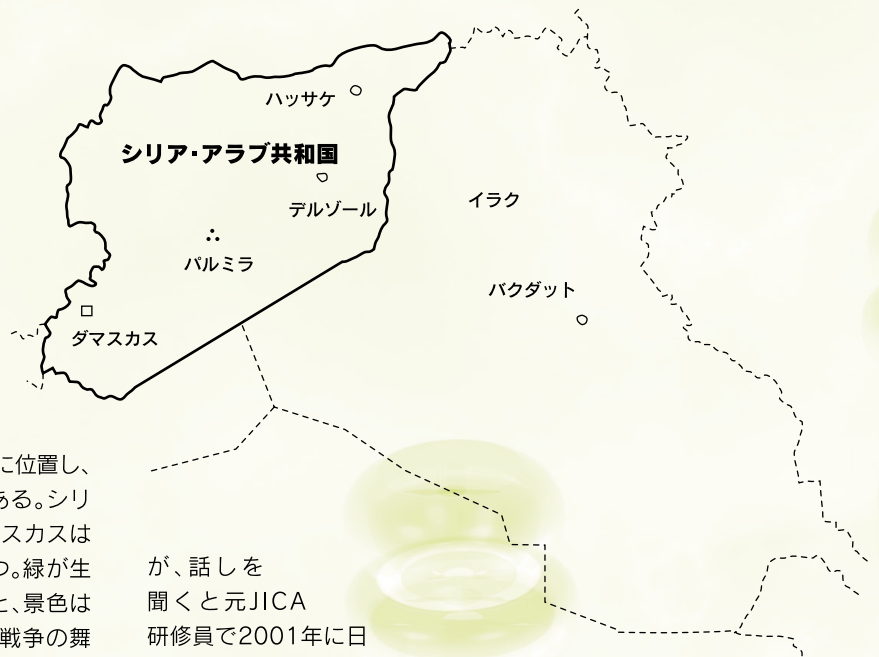 ハッサケ
シリア・アラブ共和国
デルゾール
イラク
パルミラ
バクダット
ダマスカス
に位置し、
ある。シリ
スカスは
つ。緑が生
と、景色は
戦争の舞
が、話しを
聞くと元JICA
研修員で2001年に日